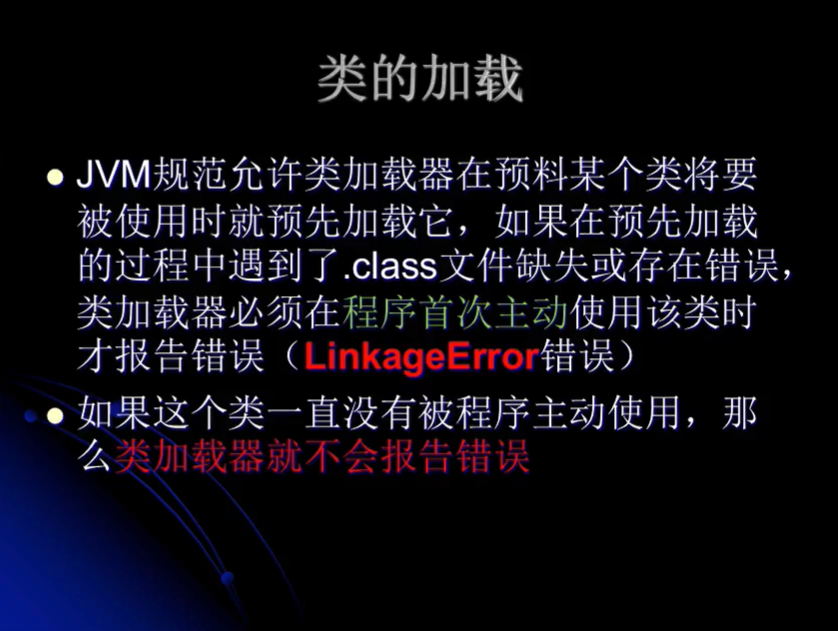 类的加载
JVM规范允许类加载器在预料某个类将要
被使用时就预先加载它，如果在预先加载
的过程中遇到了.class文件缺失或存在错误，
类加载器必须在程序首次主动使用该类时
才报告错误（LinkageError错误）
如果这个类一直没有被程序主动使用，那
么类加载器就不会报告错误